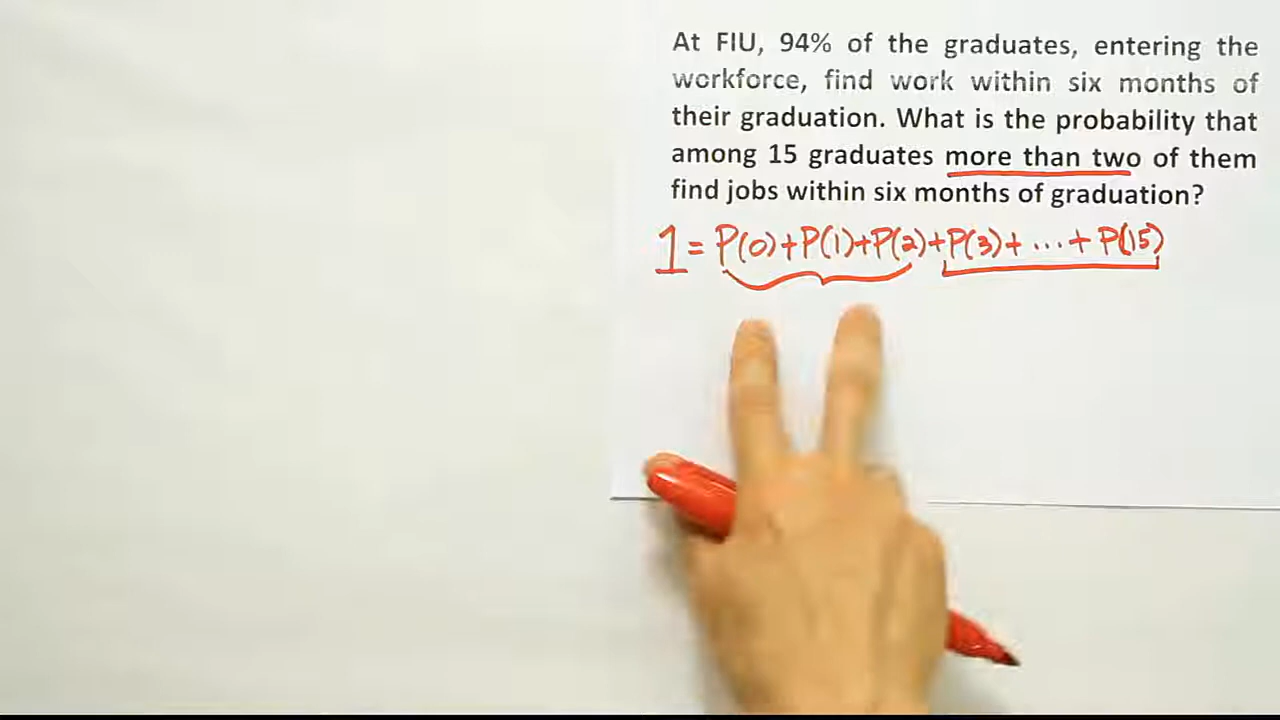 At FIU, 94% of the graduates, entering the
workforce, find work within six months of
their graduation. What is the probability that
among 15 graduates more than two of them
find jobs within six months of graduation?
1 = P(0)+P(1)+P(2)+P(3)+ ... + P(15)